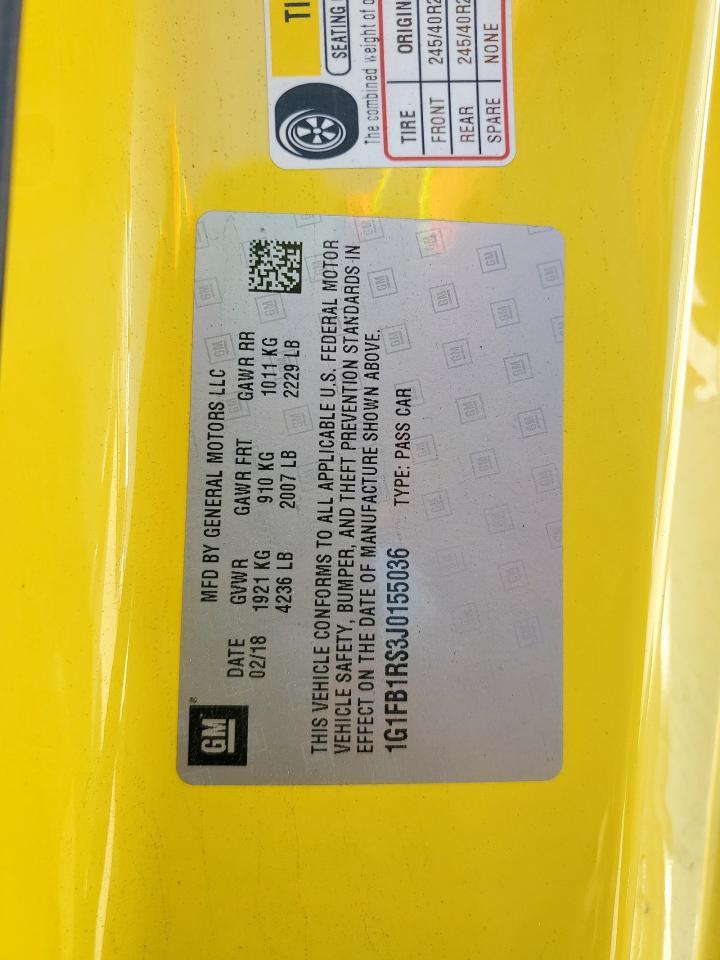 GM
®
MFD BY GENERAL MOTORS LLC
DATE GVWR GAWR FRT GAWR RR
02/18 1921 KG 910 KG 1011 KG
4236 LB 2007 LB 2229 LB
THIS VEHICLE CONFORMS TO ALL APPLICABLE U.S. FEDERAL MOTOR
VEHICLE SAFETY, BUMPER, AND THEFT PREVENTION STANDARDS IN
EFFECT ON THE DATE OF MANUFACTURE SHOWN ABOVE.
1G1FB1RS3J0155036 TYPE: PASS CAR
TI
SEATING
The combined weight of
TIRE ORIGIN
FRONT 245/40R2
REAR 245/40R2
SPARE NONE